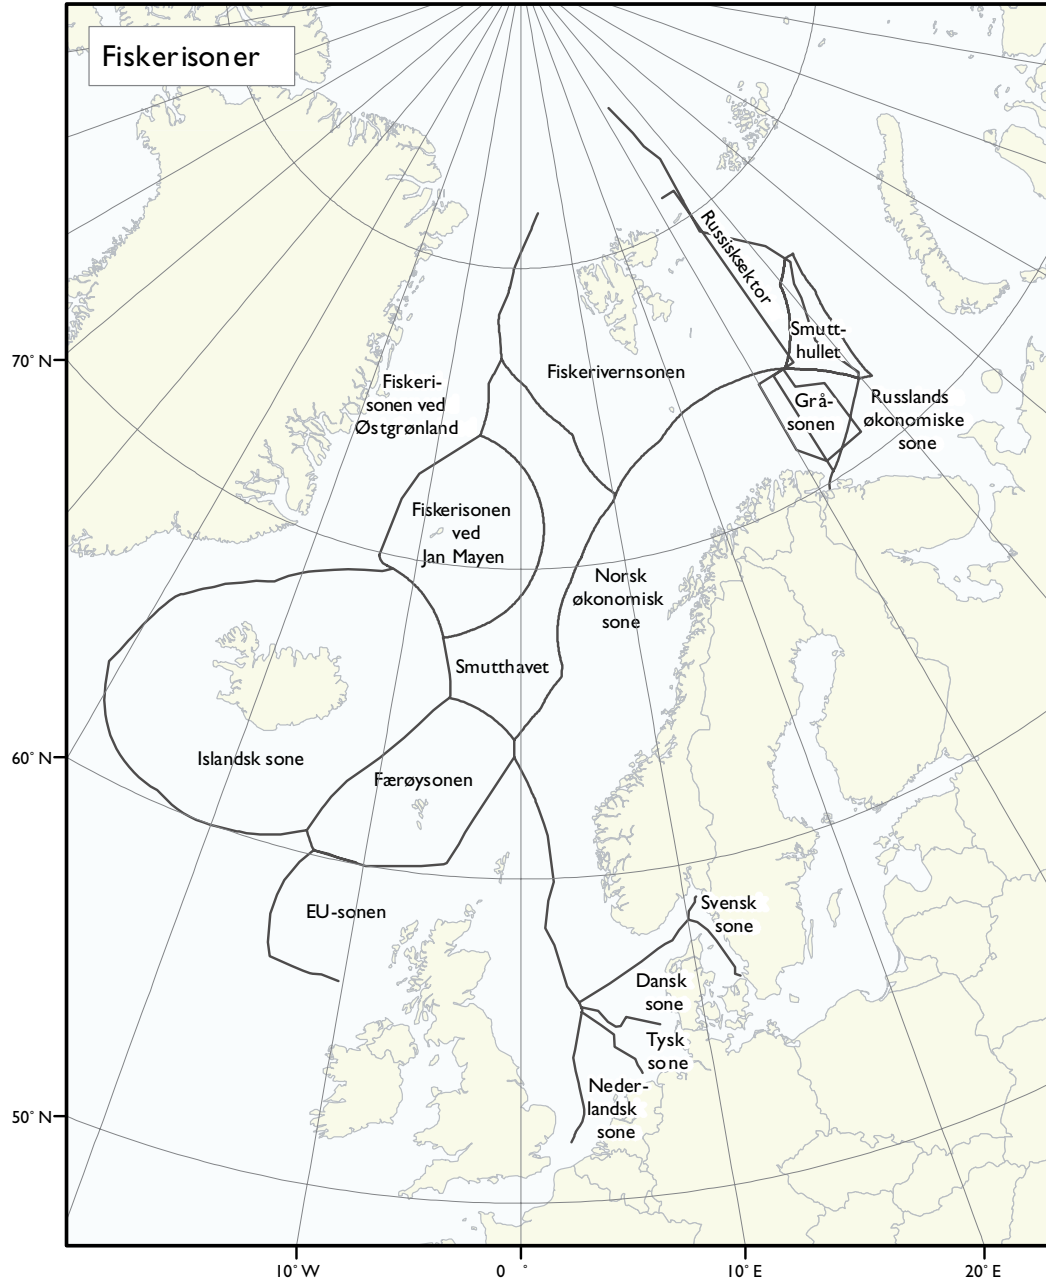 Fiskerisoner
Russisksektor
Smutt-
hullet
70° N
Fiskerivernsonen
Fiskeri-
sonen ved
Østgrønland
Grå-
sonen
Russlands
økonomiske
sone
Fiskerisonen
ved
Jan Mayen
Norsk
økonomisk
sone
Smutthavet
60° N
Islandsk sone
Færøysonen
EU-sonen
Svensk
sone
Dansk
sone
Tysk
sone
50° N
Neder-
landsk
sone
10° W
0 °
10° E
20° E